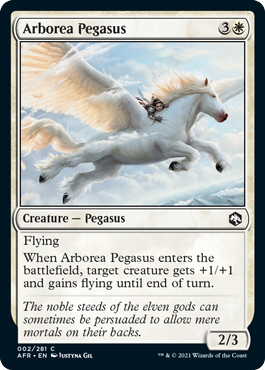 Arborea Pegasus 3
Creature — Pegasus
Flying
When Arborea Pegasus enters the
battlefield, target creature gets +1/+1
and gains flying until end of turn.
The noble steeds of the elven gods can
sometimes be persuaded to allow mere
mortals on their backs.
2/3
002/281 C
AFR • EN Justyna Gil
™ & © 2021 Wizards of the Coast